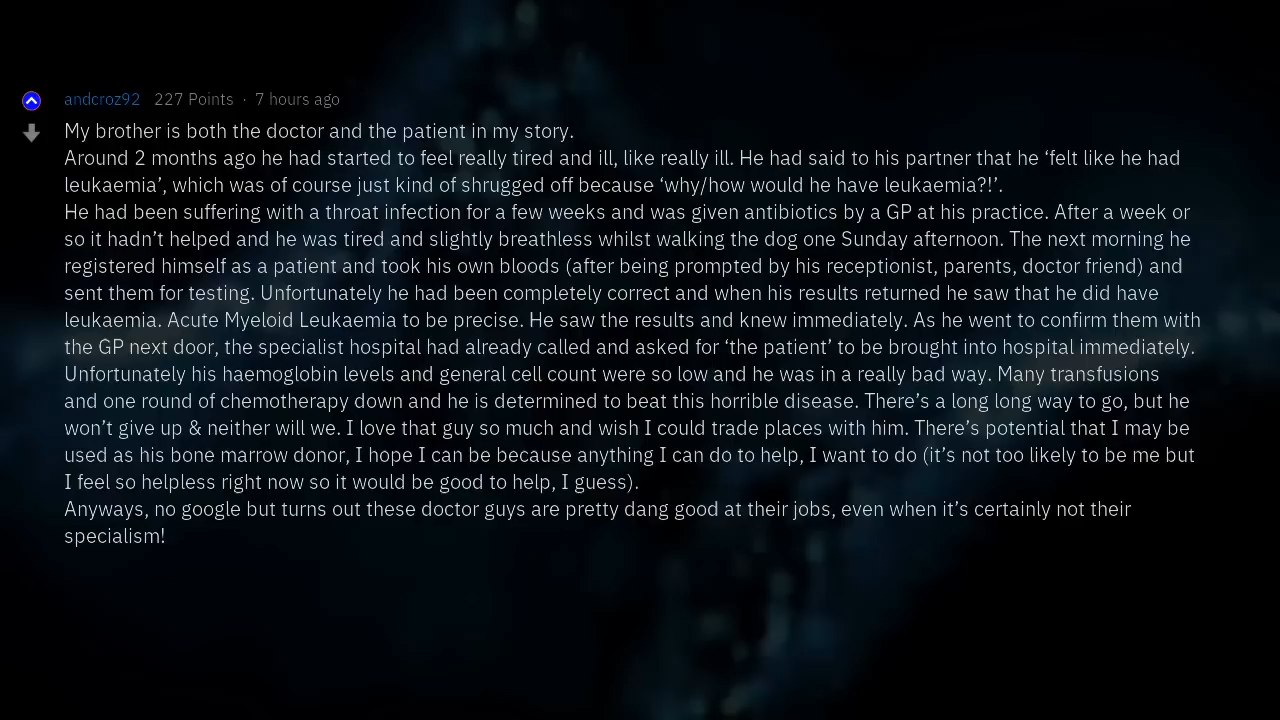 andcroz92 227 Points · 7 hours ago
My brother is both the doctor and the patient in my story.
Around 2 months ago he had started to feel really tired and ill, like really ill. He had said to his partner that he ‘felt like he had
leukaemia’, which was of course just kind of shrugged off because ‘why/how would he have leukaemia?!’.
He had been suffering with a throat infection for a few weeks and was given antibiotics by a GP at his practice. After a week or
so it hadn’t helped and he was tired and slightly breathless whilst walking the dog one Sunday afternoon. The next morning he
registered himself as a patient and took his own bloods (after being prompted by his receptionist, parents, doctor friend) and
sent them for testing. Unfortunately he had been completely correct and when his results returned he saw that he did have
leukaemia. Acute Myeloid Leukaemia to be precise. He saw the results and knew immediately. As he went to confirm them with
the GP next door, the specialist hospital had already called and asked for ‘the patient’ to be brought into hospital immediately.
Unfortunately his haemoglobin levels and general cell count were so low and he was in a really bad way. Many transfusions
and one round of chemotherapy down and he is determined to beat this horrible disease. There’s a long long way to go, but he
won’t give up & neither will we. I love that guy so much and wish I could trade places with him. There’s potential that I may be
used as his bone marrow donor, I hope I can be because anything I can do to help, I want to do (it’s not too likely to be me but
I feel so helpless right now so it would be good to help, I guess).
Anyways, no google but turns out these doctor guys are pretty dang good at their jobs, even when it’s certainly not their
specialism!